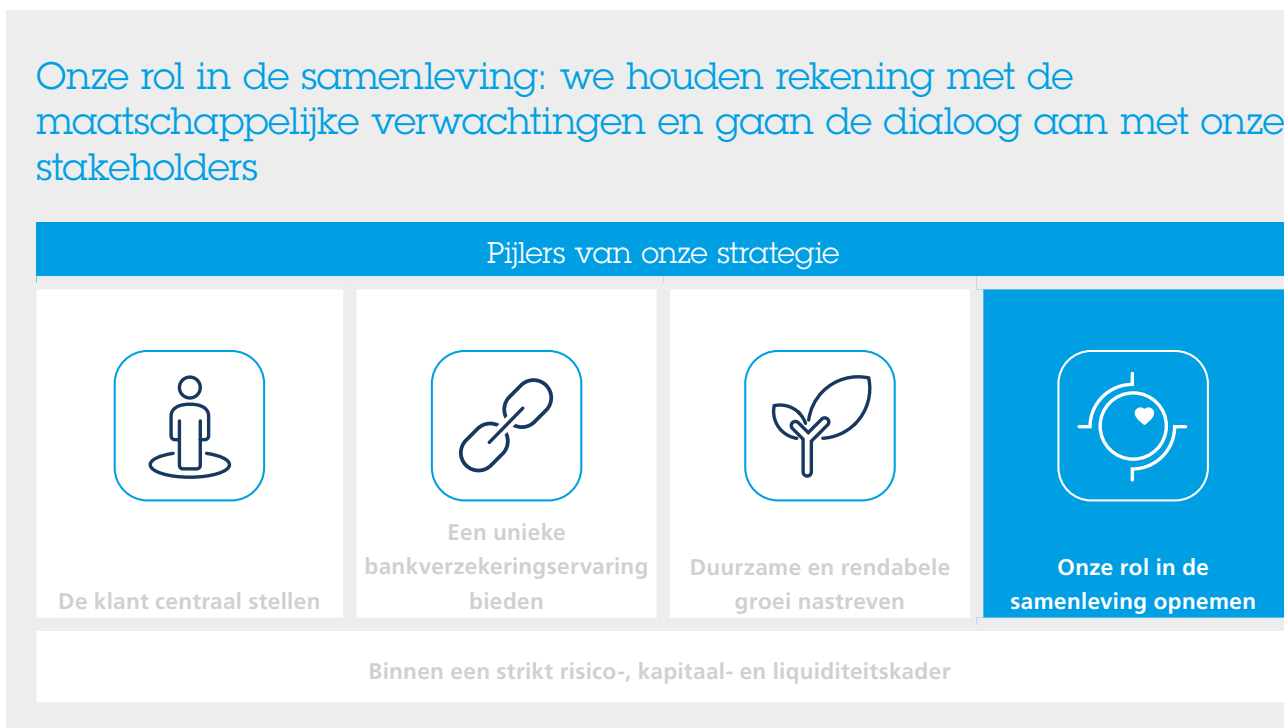 Onze rol in de samenleving: we houden rekening met de
maatschappelijke verwachtingen en gaan de dialoog aan met onze
stakeholders
Pijlers van onze strategie
De klant centraal stellen
Een unieke
bankverzekeringservaring
bieden
Duurzame en rendabele
groei nastreven
Onze rol in de
samenleving opnemen
Binnen een strikt risico-, kapitaal- en liquiditeitskader